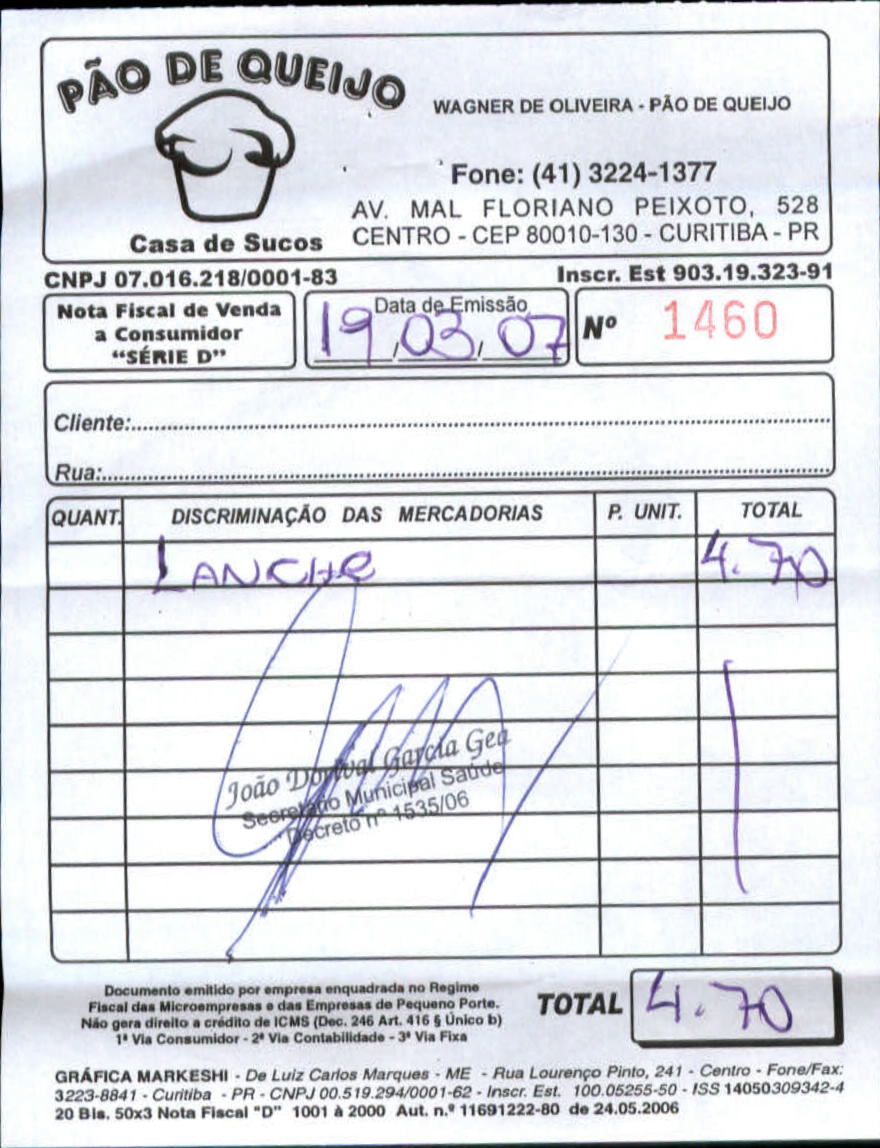 PÃO DE QUEIJO
WAGNER DE OLIVEIRA - PÃO DE QUEIJO
Fone: (41) 3224-1377
AV. MAL FLORIANO PEIXOTO, 528
Casa de Sucos
CENTRO - CEP 80010-130 - CURITIBA - PR
CNPJ 07.016.218/0001-83
Inscr. Est 903.19.323-91
Nota Fiscal de Venda
a Consumidor
"SÉRIE D"
Data de Emissão
19/03/07
Nº 1460
Cliente:
Rua:
QUANT. DISCRIMINAÇÃO DAS MERCADORIAS P. UNIT. TOTAL
LANCHE 4.70
João Dorival Garcia Gea
Secretário Municipal Saúde
Decreto nº 1535/06
Documento emitido por empresa enquadrada no Regime
Fiscal das Microempresas e das Empresas de Pequeno Porte.
Não gera direito a crédito de ICMS (Dec. 246 Art. 416 § Único b)
1ª Via Consumidor - 2ª Via Contabilidade - 3ª Via Fixa
TOTAL 4.70
GRÁFICA MARKESHI - De Luiz Carlos Marques - ME - Rua Lourenço Pinto, 241 - Centro - Fone/Fax:
3223-8841 - Curitiba - PR - CNPJ 00.519.294/0001-62 - Inscr. Est. 100.05255-50 - ISS 14050309342-4
20 Bls. 50x3 Nota Fiscal "D" 1001 à 2000 Aut. n.º 11691222-80 de 24.05.2006